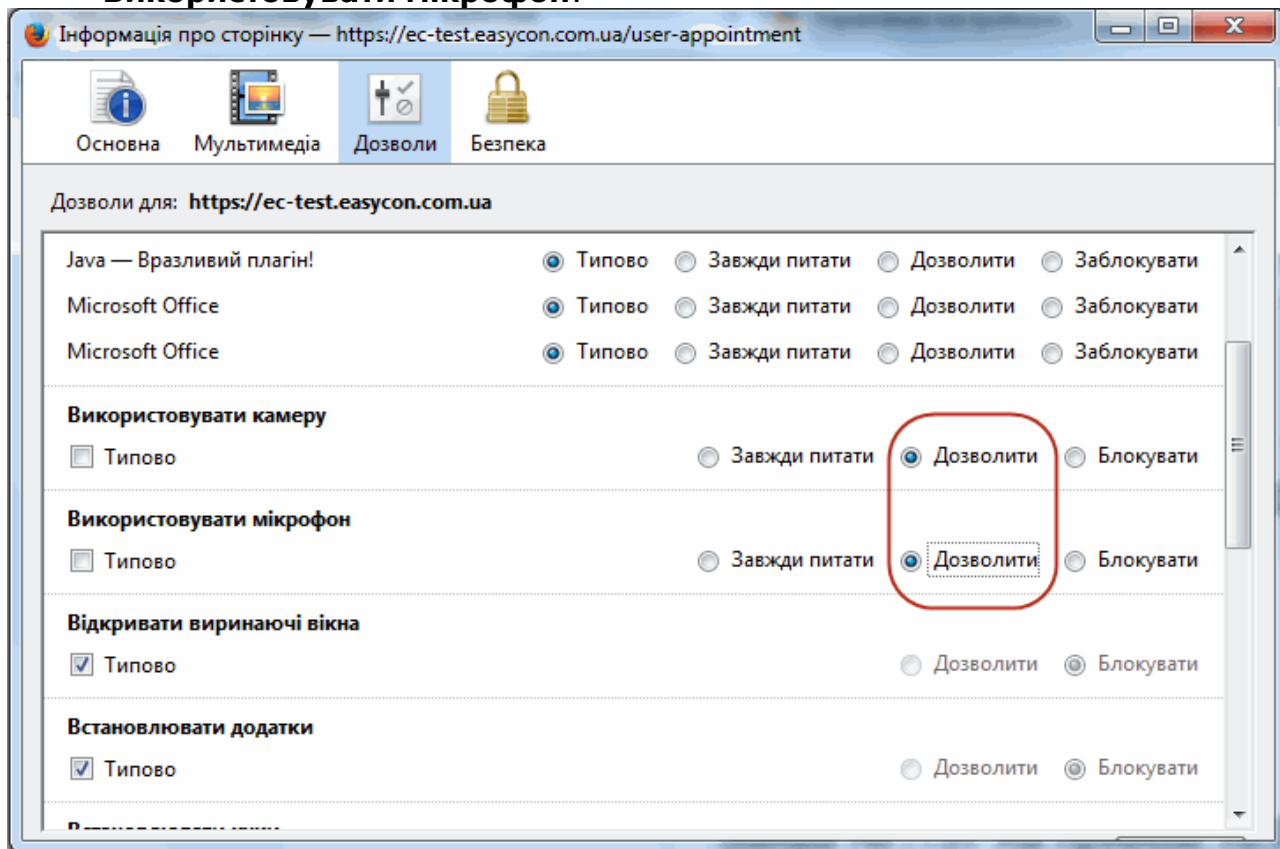 використовувати мікрофон.
Інформація про сторінку — https://ec-test.easycon.com.ua/user-appointment
Основна Мультимедіа Дозволи Безпека
Дозволи для: https://ec-test.easycon.com.ua
Java — Вразливий плагін! Типово Завжди питати Дозволити Заблокувати
Microsoft Office Типово Завжди питати Дозволити Заблокувати
Microsoft Office Типово Завжди питати Дозволити Заблокувати
Використовувати камеру
Типово Завжди питати Дозволити Блокувати
Використовувати мікрофон
Типово Завжди питати Дозволити Блокувати
Відкривати виринаючі вікна
Типово Дозволити Блокувати
Встановлювати додатки
Типово Дозволити Блокувати